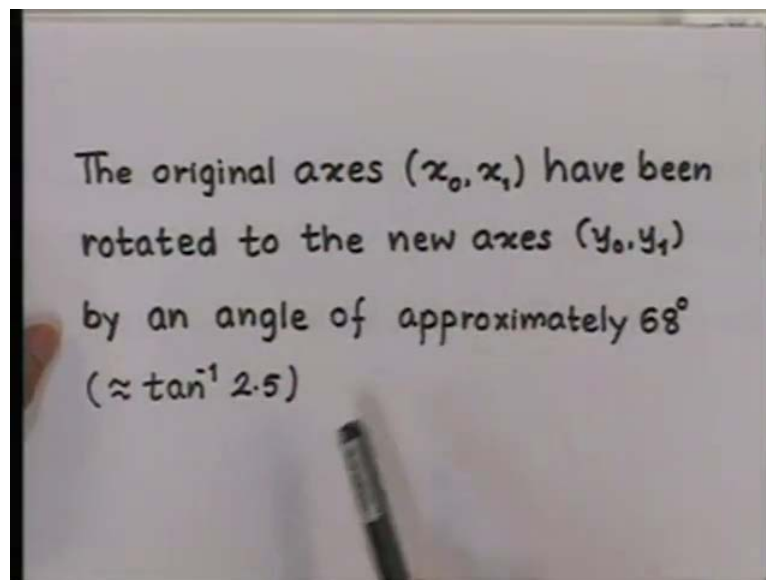 The original axes (x₀, x₁) have been
rotated to the new axes (y₀, y₁)
by an angle of approximately 68°
(≈ tan⁻¹ 2.5)